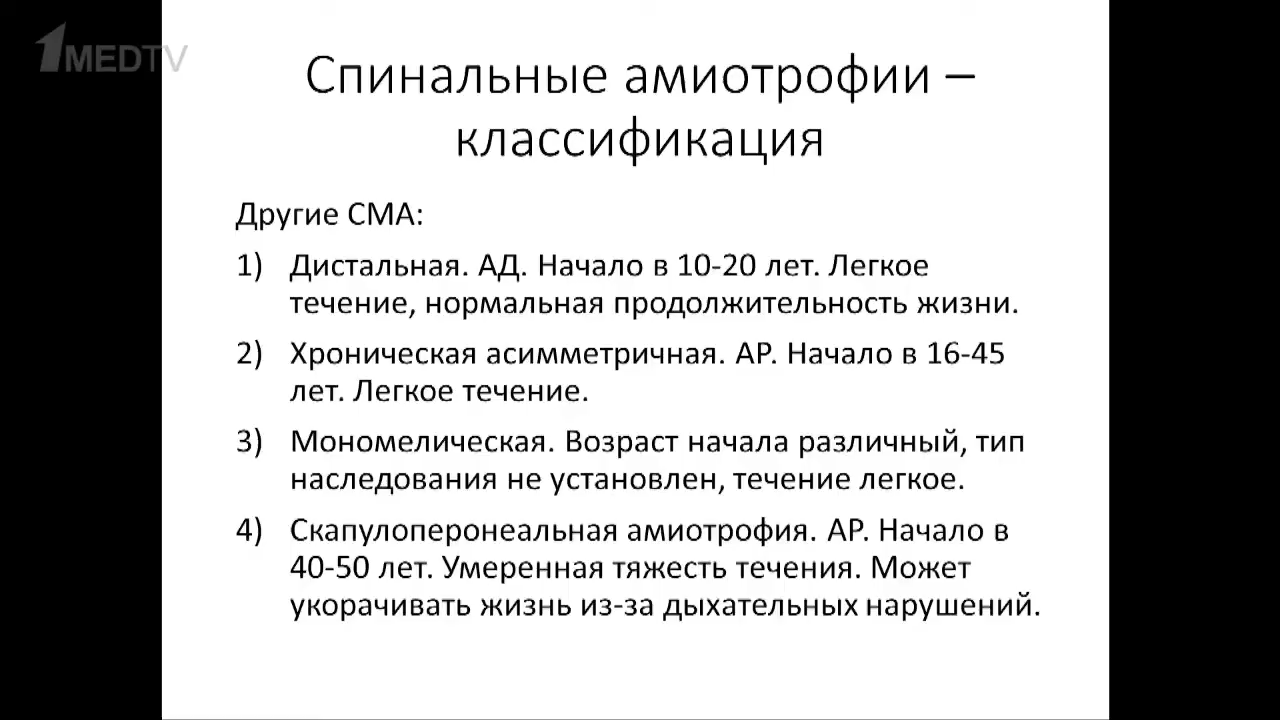 1MEDTV
Спинальные амиотрофии –
классификация
Другие СМА:
1) Дистальная. АД. Начало в 10-20 лет. Легкое
течение, нормальная продолжительность жизни.
2) Хроническая асимметричная. АР. Начало в 16-45
лет. Легкое течение.
3) Мономелическая. Возраст начала различный, тип
наследования не установлен, течение легкое.
4) Скапулоперонеальная амиотрофия. АР. Начало в
40-50 лет. Умеренная тяжесть течения. Может
укорачивать жизнь из-за дыхательных нарушений.